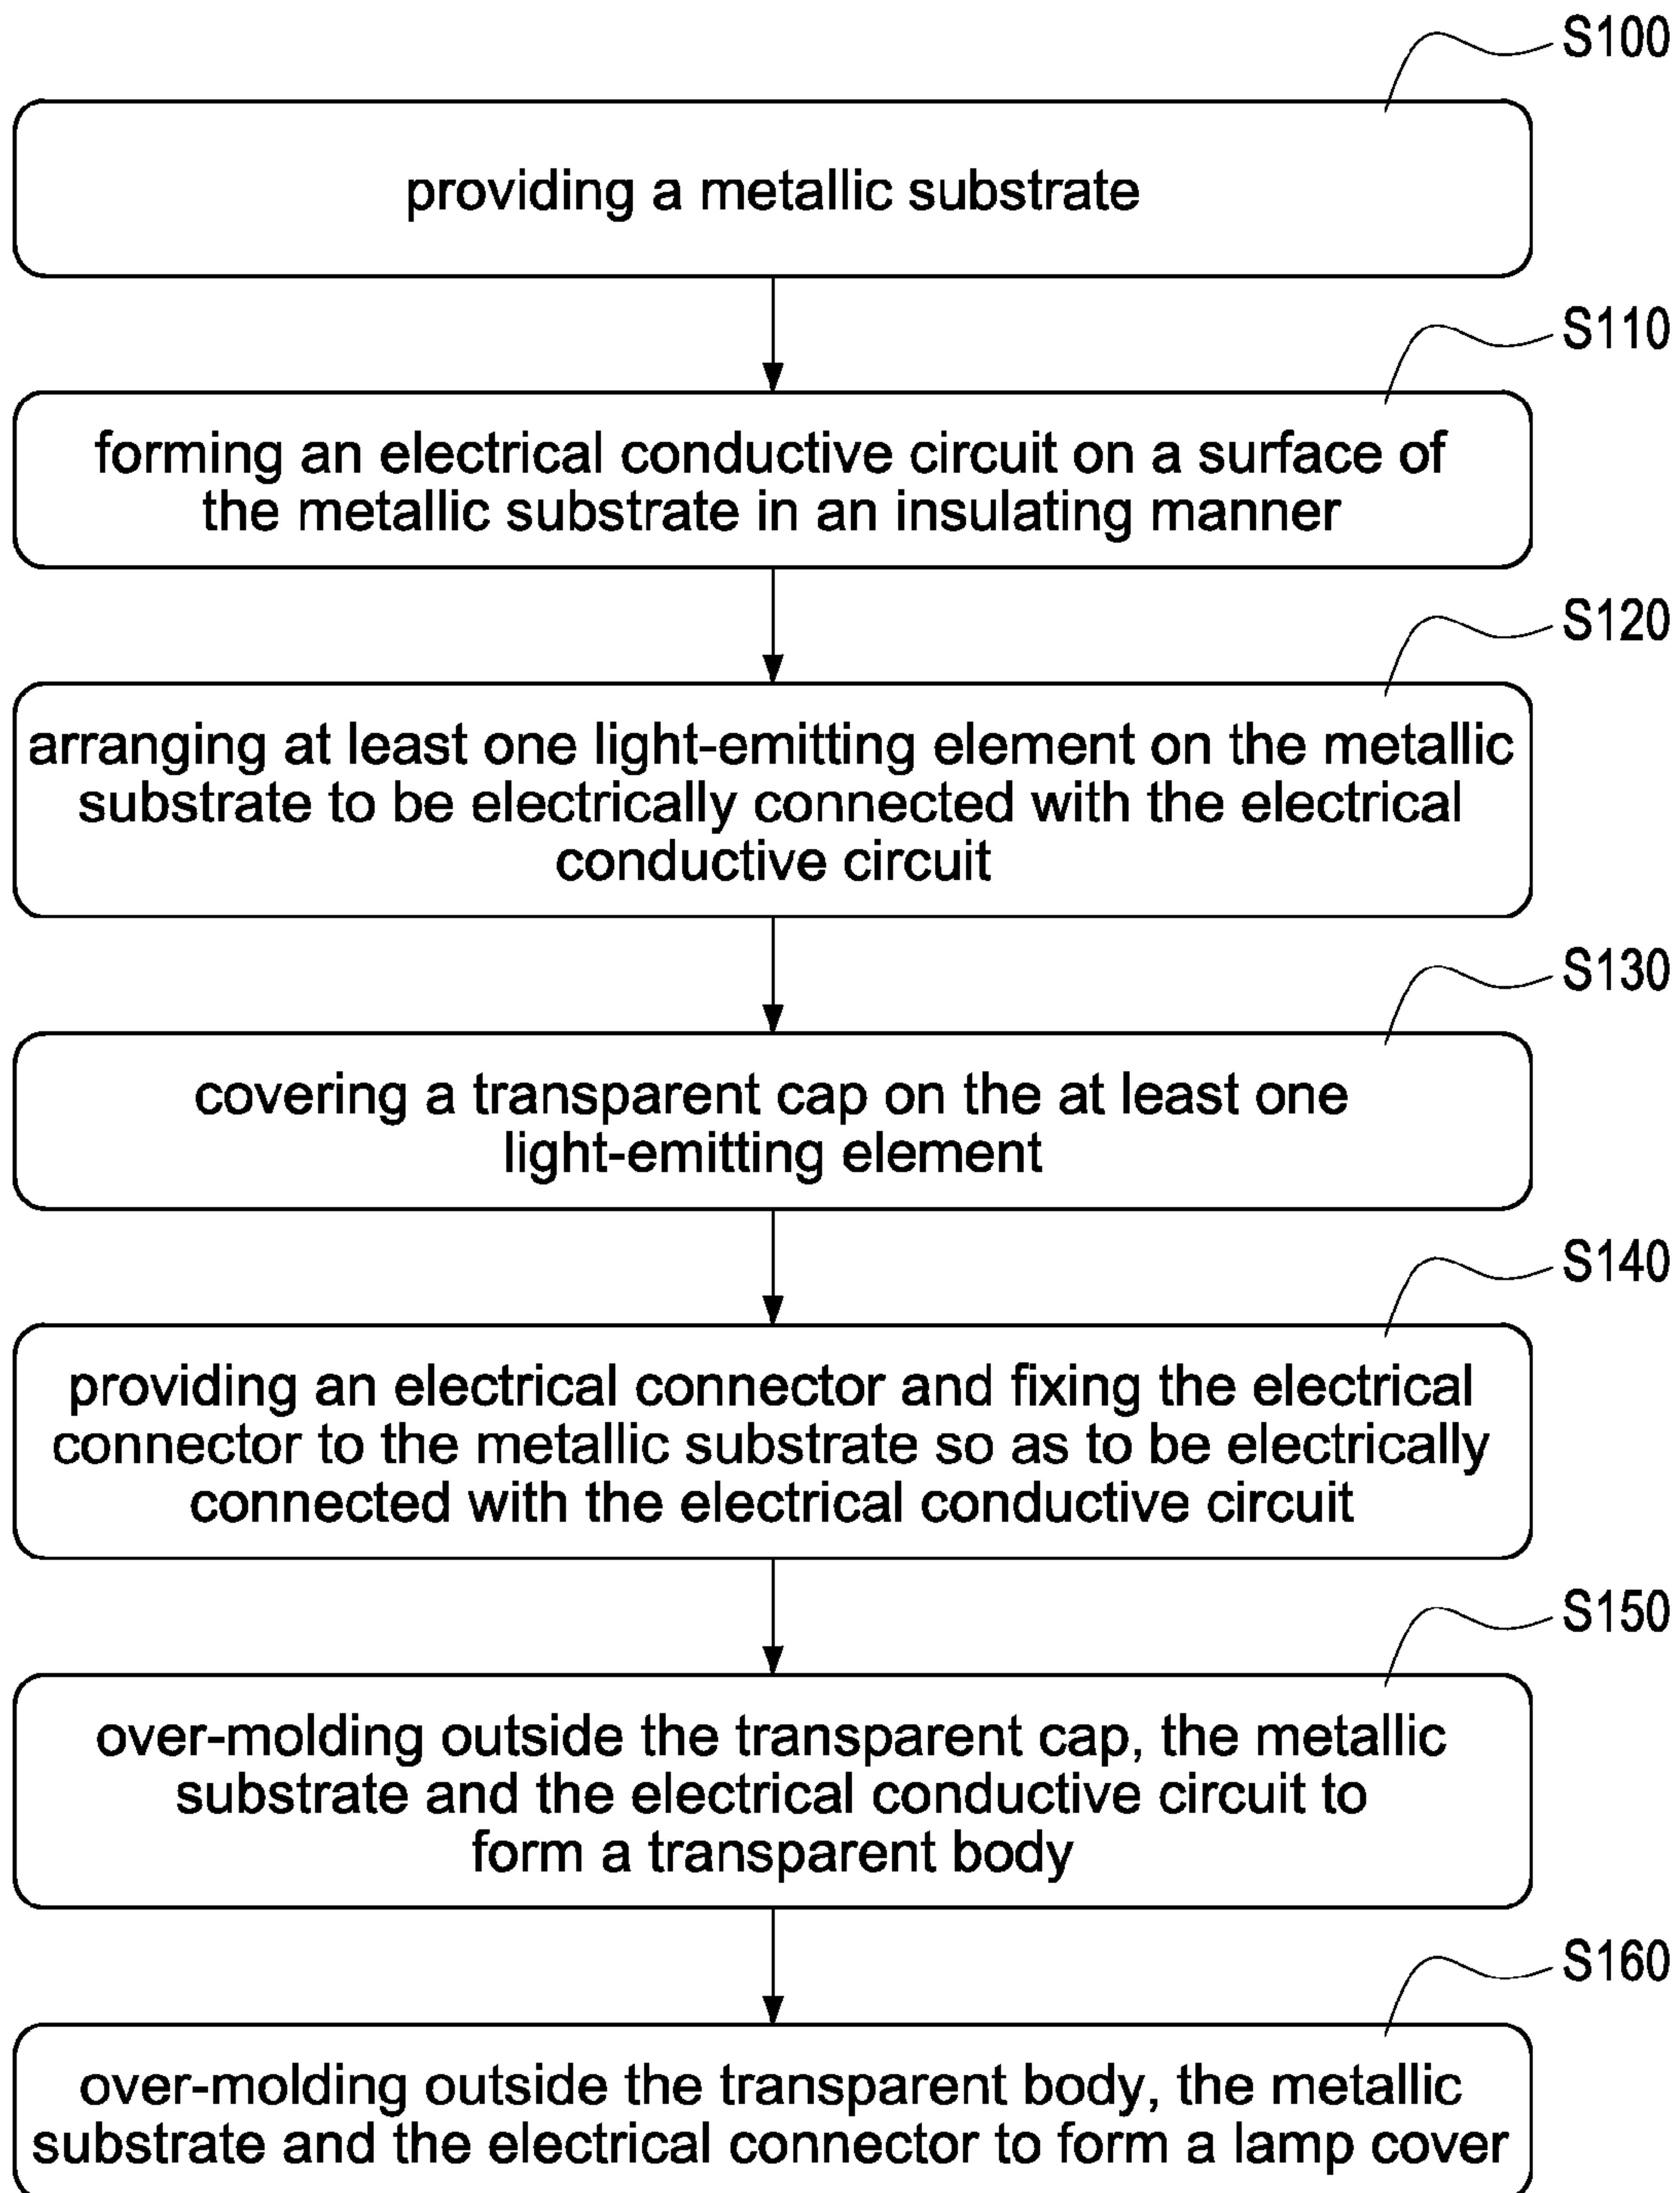 S100
providing a metallic substrate
S110
forming an electrical conductive circuit on a surface of
the metallic substrate in an insulating manner
S120
arranging at least one light-emitting element on the metallic
substrate to be electrically connected with the electrical
conductive circuit
S130
covering a transparent cap on the at least one
light-emitting element
S140
providing an electrical connector and fixing the electrical
connector to the metallic substrate so as to be electrically
connected with the electrical conductive circuit
S150
over-molding outside the transparent cap, the metallic
substrate and the electrical conductive circuit to
form a transparent body
S160
over-molding outside the transparent body, the metallic
substrate and the electrical connector to form a lamp cover